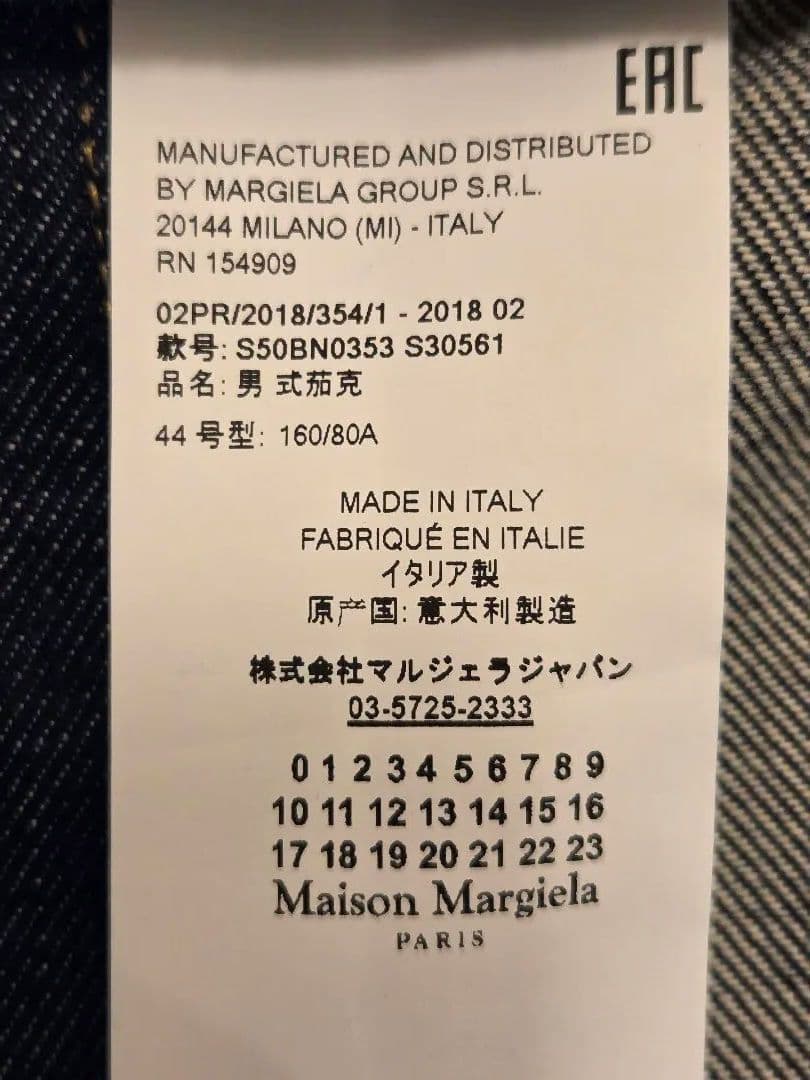 EAC
MANUFACTURED AND DISTRIBUTED
BY MARGIELA GROUP S.R.L.
20144 MILANO (MI) - ITALY
RN 154909
02PR/2018/354/1 - 2018 02
款号: S50BN0353 S30561
品名: 男 式茄克
44 号型: 160/80A
MADE IN ITALY
FABRIQUÉ EN ITALIE
イタリア製
原产国: 意大利製造
株式会社マルジェラジャパン
03-5725-2333
0 1 2 3 4 5 6 7 8 9
10 11 12 13 14 15 16
17 18 19 20 21 22 23
Maison Margiela
PARIS